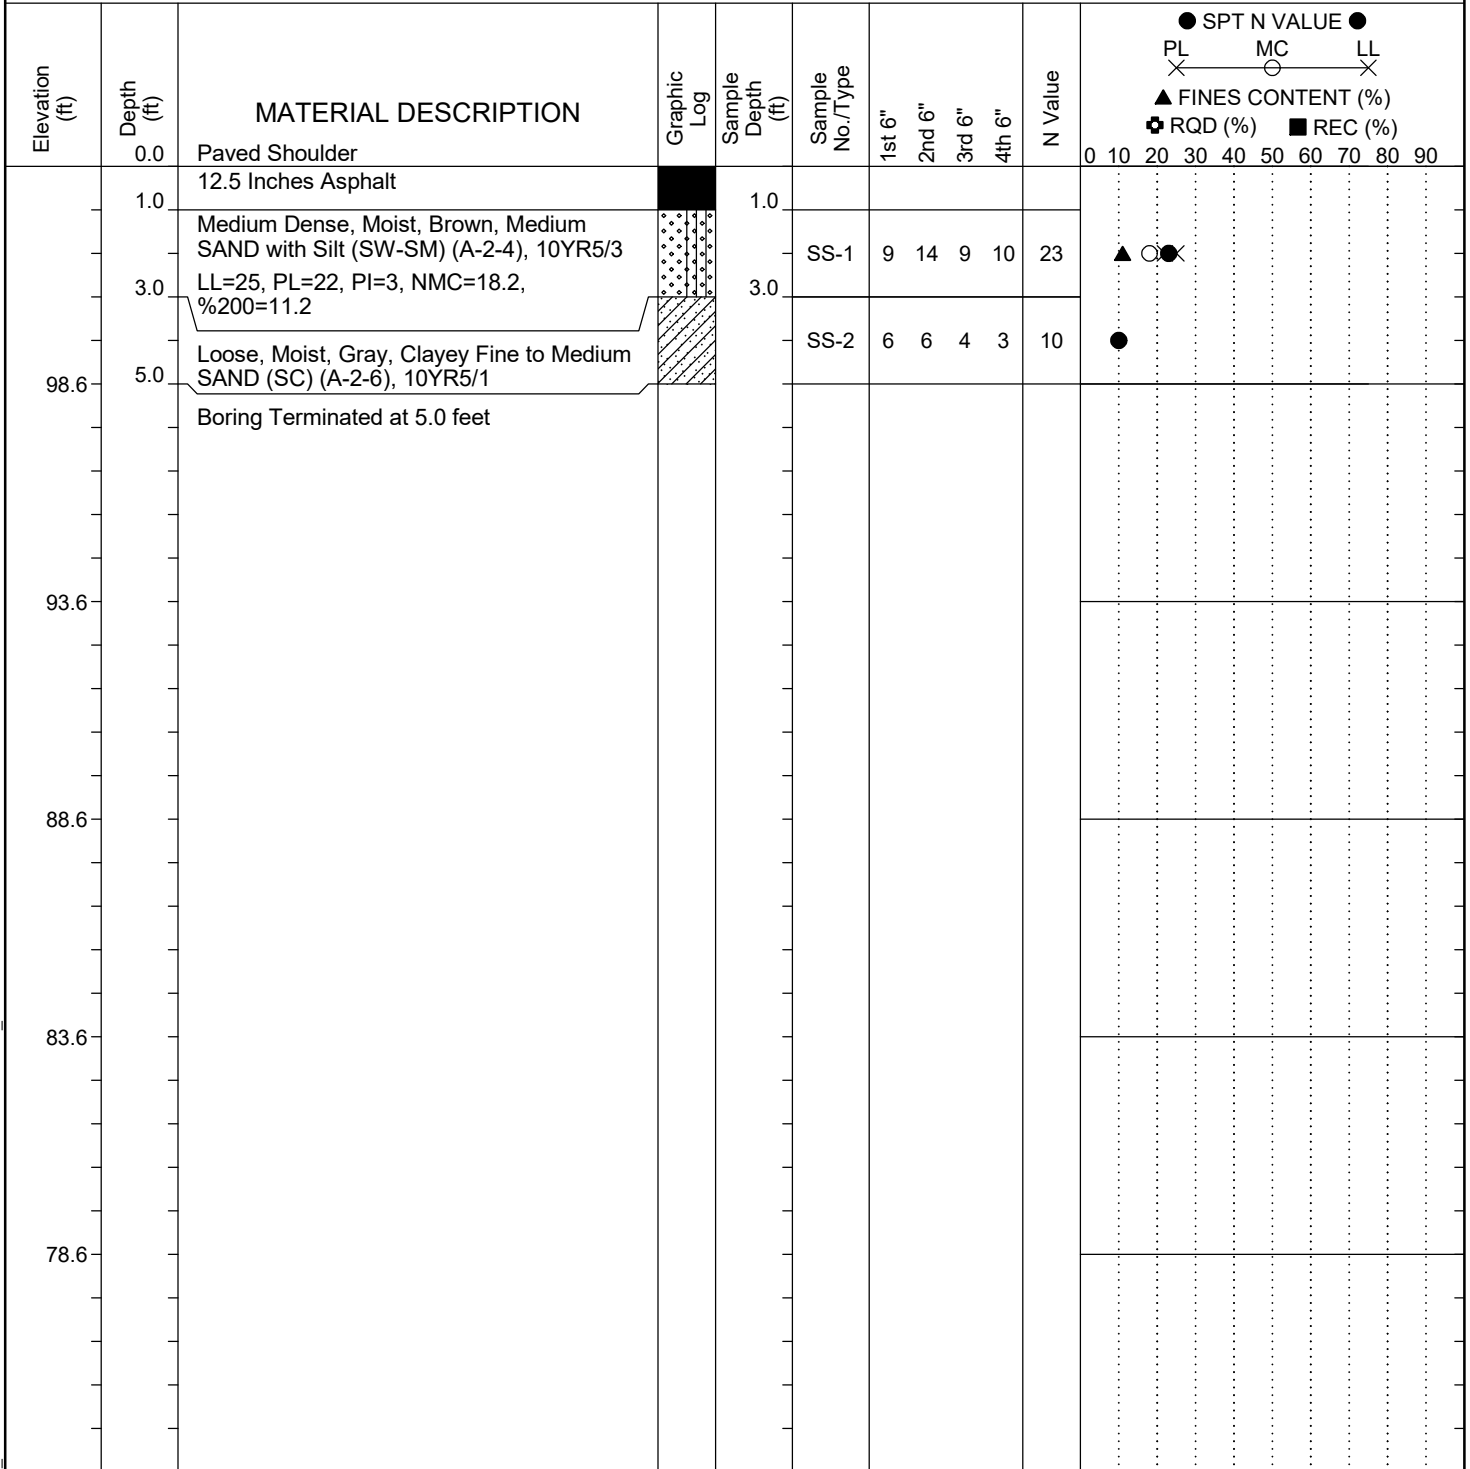 ● SPT N VALUE ●
PL MC LL
▲ FINES CONTENT (%)
RQD (%) ■ REC (%)
0 10 20 30 40 50 60 70 80 90
Elevation
(ft)
Depth
(ft)
MATERIAL DESCRIPTION
Graphic
Log
Sample
Depth
(ft)
Sample
No./Type
1st 6"
2nd 6"
3rd 6"
4th 6"
N Value
0.0 Paved Shoulder
12.5 Inches Asphalt
1.0 1.0
Medium Dense, Moist, Brown, Medium
SAND with Silt (SW-SM) (A-2-4), 10YR5/3
SS-1 9 14 9 10 23
LL=25, PL=22, PI=3, NMC=18.2,
3.0 3.0
%200=11.2
SS-2 6 6 4 3 10
Loose, Moist, Gray, Clayey Fine to Medium
SAND (SC) (A-2-6), 10YR5/1
98.6 5.0
Boring Terminated at 5.0 feet
93.6
88.6
83.6
78.6